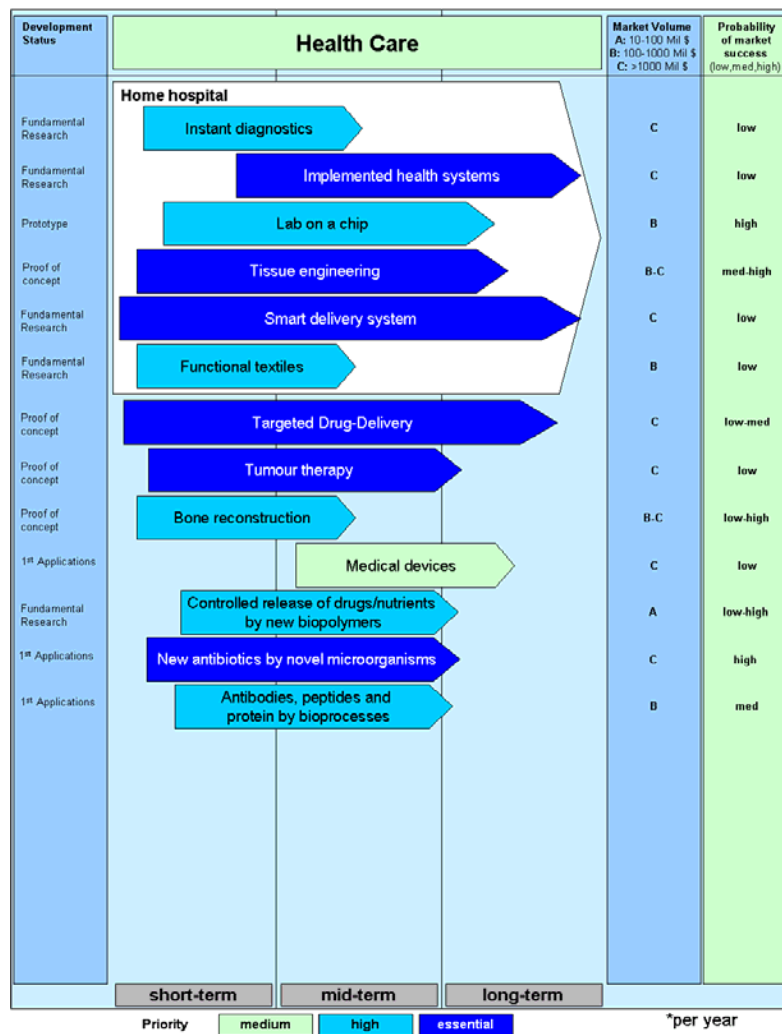 Development
Status
Health Care
Market Volume
A: 10-100 Mil $
B: 100-1000 Mil $
C: >1000 Mil $
Probability
of market
success
(low,med,high)
Home hospital
Fundamental
Research
Instant diagnostics
C
low
Fundamental
Research
Implemented health systems
C
low
Prototype
Lab on a chip
B
high
Proof of
concept
Tissue engineering
B-C
med-high
Fundamental
Research
Smart delivery system
C
low
Fundamental
Research
Functional textiles
B
low
Proof of
concept
Targeted Drug-Delivery
C
low-med
Proof of
concept
Tumour therapy
C
low
Proof of
concept
Bone reconstruction
B-C
low-high
1st Applications
Medical devices
C
low
Fundamental
Research
Controlled release of drugs/nutrients
by new biopolymers
A
low-high
1st Applications
New antibiotics by novel microorganisms
C
high
1st Applications
Antibodies, peptides and
protein by bioprocesses
B
med
short-term
mid-term
long-term
Priority
medium
high
essential
*per year